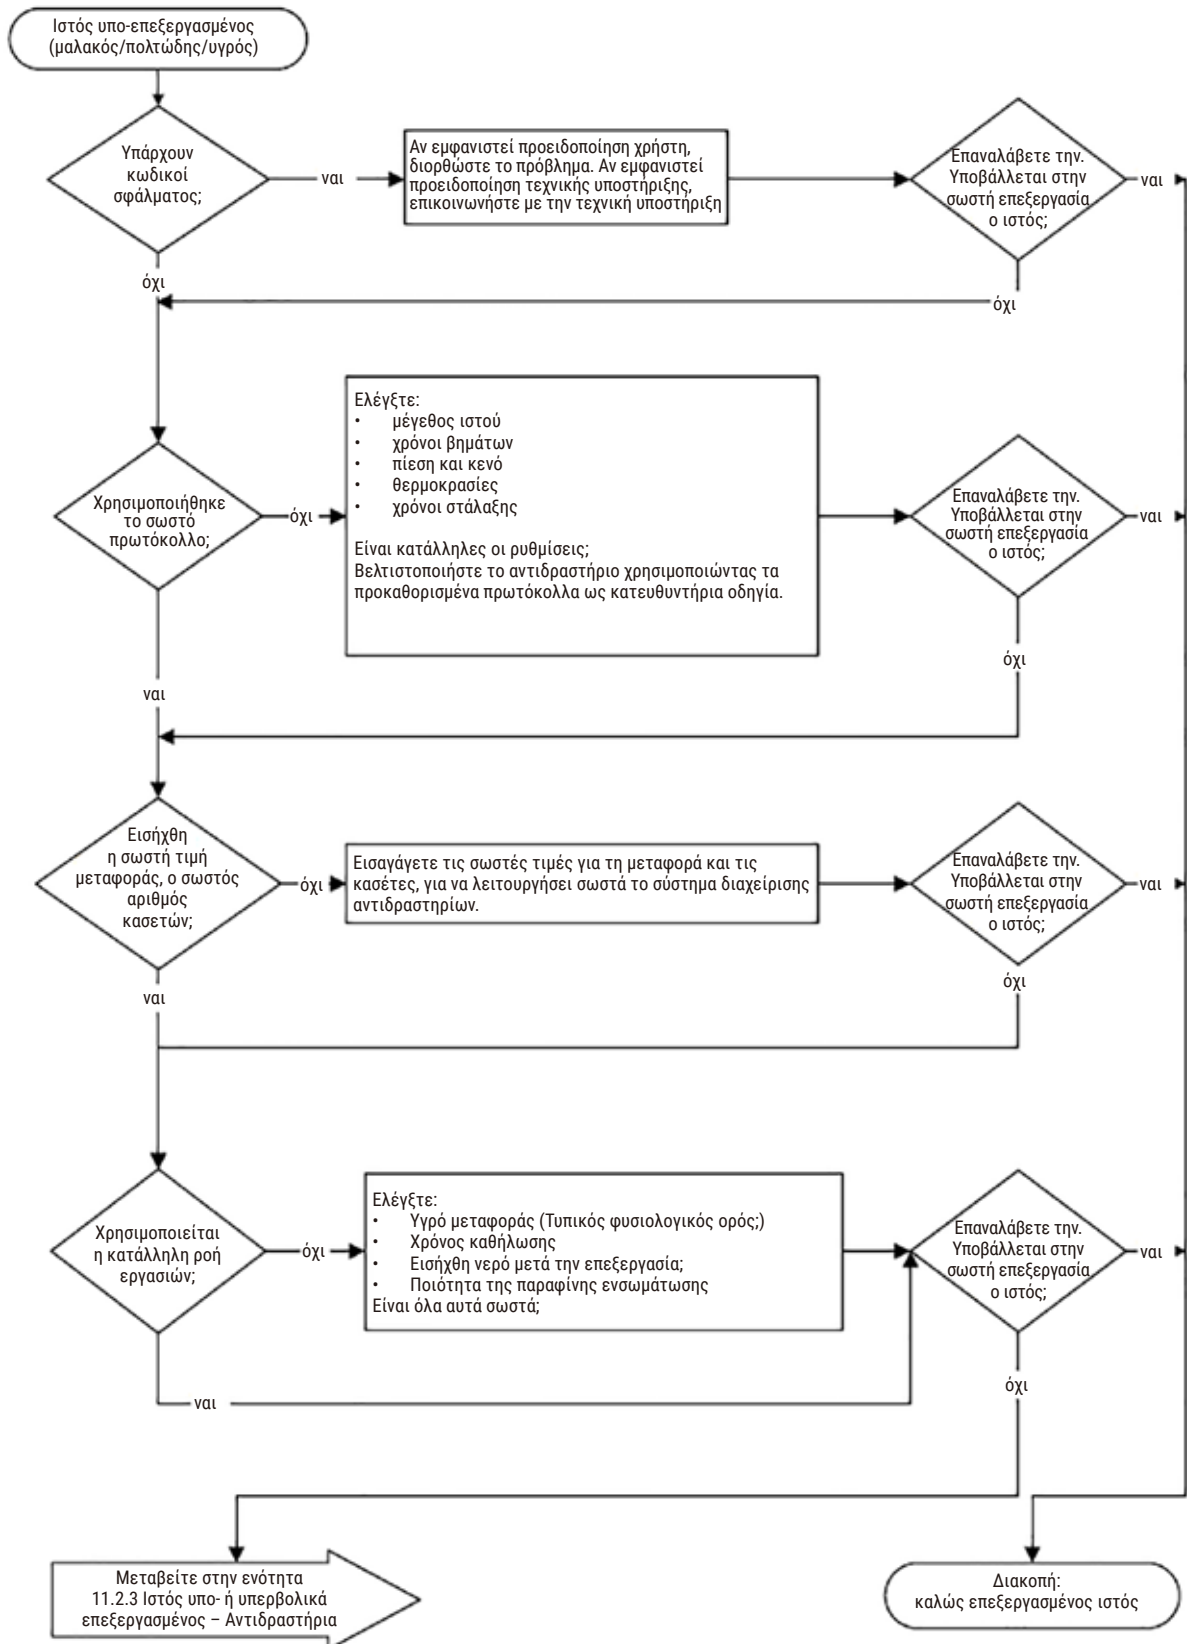 Ιστός υπο-επεξεργασμένος
(μαλακός/πολτώδης/υγρός)
Υπάρχουν
κωδικοί
σφάλματος;
ναι
Αν εμφανιστεί προειδοποίηση χρήστη,
διορθώστε το πρόβλημα. Αν εμφανιστεί
προειδοποίηση τεχνικής υποστήριξης,
επικοινωνήστε με την τεχνική υποστήριξη
Επαναλάβετε την.
Υποβάλλεται στην
σωστή επεξεργασία
ο ιστός;
ναι
όχι
όχι
Χρησιμοποιήθηκε
το σωστό
πρωτόκολλο;
όχι
Ελέγξτε:
• μέγεθος ιστού
• χρόνοι βημάτων
• πίεση και κενό
• θερμοκρασίες
• χρόνοι στάλαξης
Είναι κατάλληλες οι ρυθμίσεις;
Βελτιστοποιήστε το αντιδραστήριο χρησιμοποιώντας τα
προκαθορισμένα πρωτόκολλα ως κατευθυντήρια οδηγία.
Επαναλάβετε την.
Υποβάλλεται στην
σωστή επεξεργασία
ο ιστός;
ναι
όχι
ναι
Εισήχθη
η σωστή τιμή
μεταφοράς, ο σωστός
αριθμός
κασετών;
όχι
Εισαγάγετε τις σωστές τιμές για τη μεταφορά και τις
κασέτες, για να λειτουργήσει σωστά το σύστημα διαχείρισης
αντιδραστηρίων.
Επαναλάβετε την.
Υποβάλλεται στην
σωστή επεξεργασία
ο ιστός;
ναι
όχι
ναι
Χρησιμοποιείται
η κατάλληλη ροή
εργασιών;
όχι
Ελέγξτε:
• Υγρό μεταφοράς (Τυπικός φυσιολογικός ορός;)
• Χρόνος καθήλωσης
• Εισήχθη νερό μετά την επεξεργασία;
• Ποιότητα της παραφίνης ενσωμάτωσης
Είναι όλα αυτά σωστά;
Επαναλάβετε την.
Υποβάλλεται στην
σωστή επεξεργασία
ο ιστός;
ναι
όχι
ναι
Μεταβείτε στην ενότητα
11.2.3 Ιστός υπο- ή υπερβολικά
επεξεργασμένος – Αντιδραστήρια
Διακοπή:
καλώς επεξεργασμένος ιστός